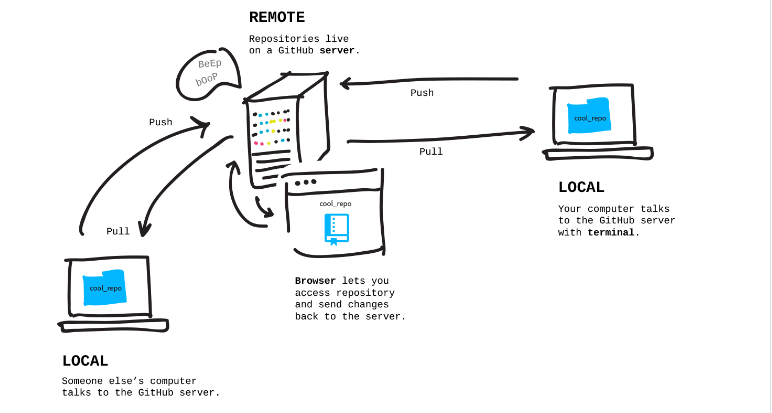 REMOTE
Repositories live
on a GitHub server.
BeEp
bOoP
Push
Push
Pull
cool_repo
LOCAL
Your computer talks
to the GitHub server
with terminal.
cool_repo
Pull
cool_repo
Browser lets you
access repository
and send changes
back to the server.
LOCAL
Someone else’s computer
talks to the GitHub server.